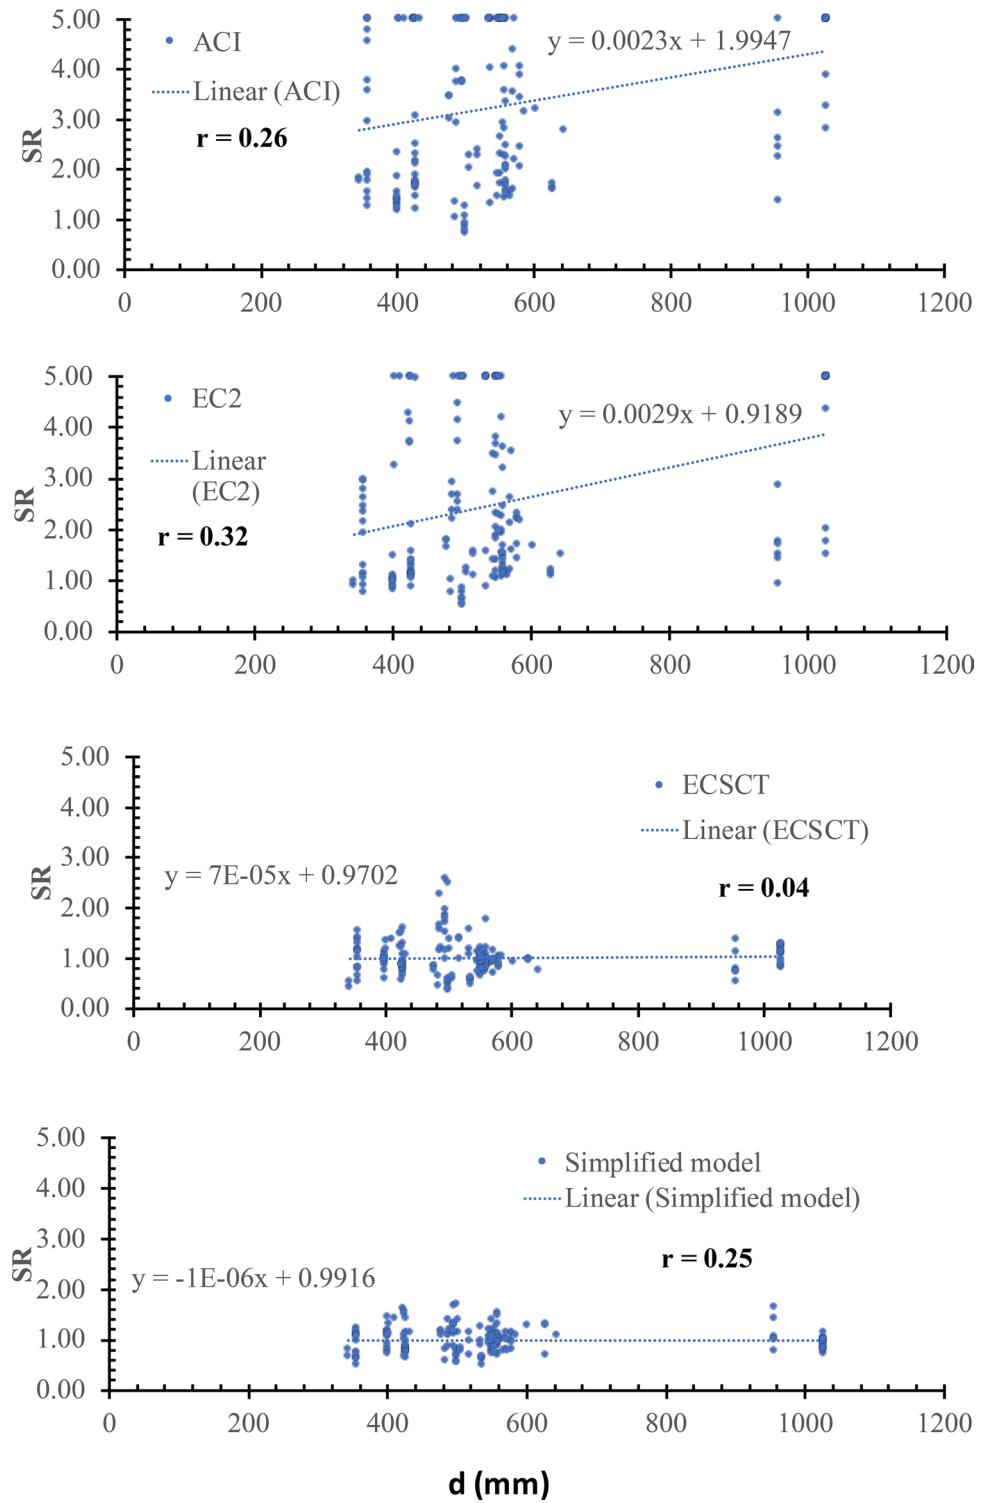 5.00
4.00
3.00
2.00
1.00
0.00
SR
ACI
Linear (ACI)
r = 0.26
y = 0.0023x + 1.9947
0 200 400 600 800 1000 1200
5.00
4.00
3.00
2.00
1.00
0.00
SR
EC2
Linear
(EC2)
r = 0.32
y = 0.0029x + 0.9189
0 200 400 600 800 1000 1200
5.00
4.00
3.00
2.00
1.00
0.00
SR
ECSCT
Linear (ECSCT)
y = 7E-05x + 0.9702
r = 0.04
0 200 400 600 800 1000 1200
5.00
4.00
3.00
2.00
1.00
0.00
SR
Simplified model
Linear (Simplified model)
r = 0.25
y = -1E-06x + 0.9916
0 200 400 600 800 1000 1200
d (mm)